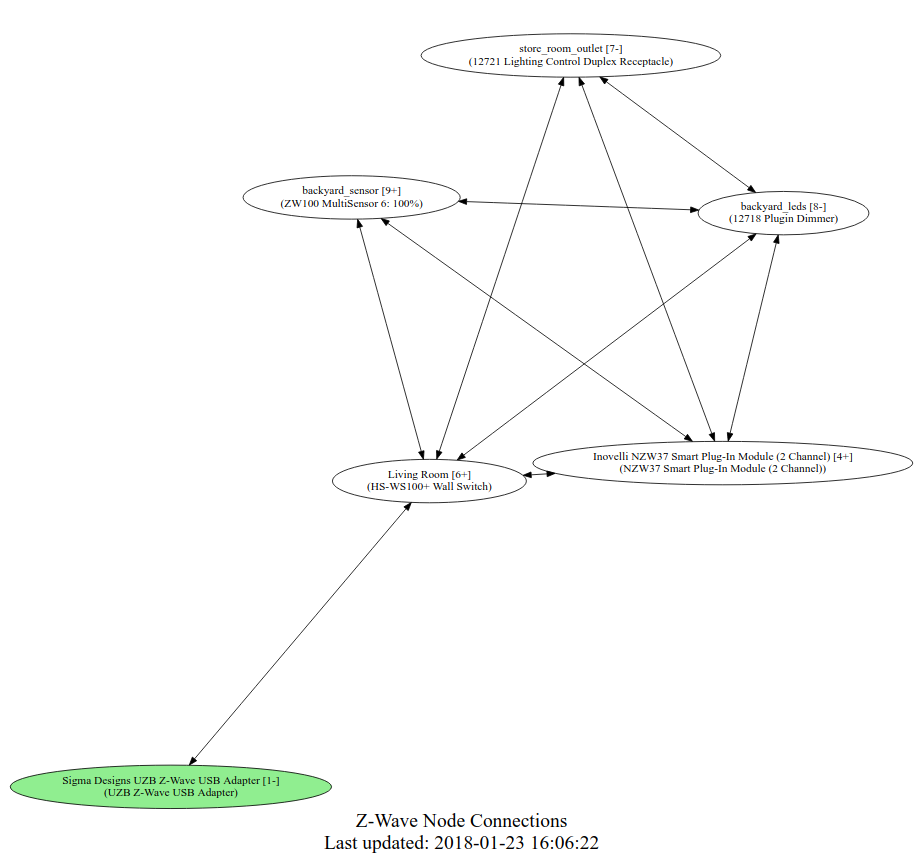 store_room_outlet [7-]
(12721 Lighting Control Duplex Receptacle)
backyard_sensor [9+]
(ZW100 MultiSensor 6: 100%)
backyard_leds [8-]
(12718 Plugin Dimmer)
Inovelli NZW37 Smart Plug-In Module (2 Channel) [4+]
(NZW37 Smart Plug-In Module (2 Channel))
Living Room [6+]
(HS-WS100+ Wall Switch)
Sigma Designs UZB Z-Wave USB Adapter [1-]
(UZB Z-Wave USB Adapter)
Z-Wave Node Connections
Last updated: 2018-01-23 16:06:22